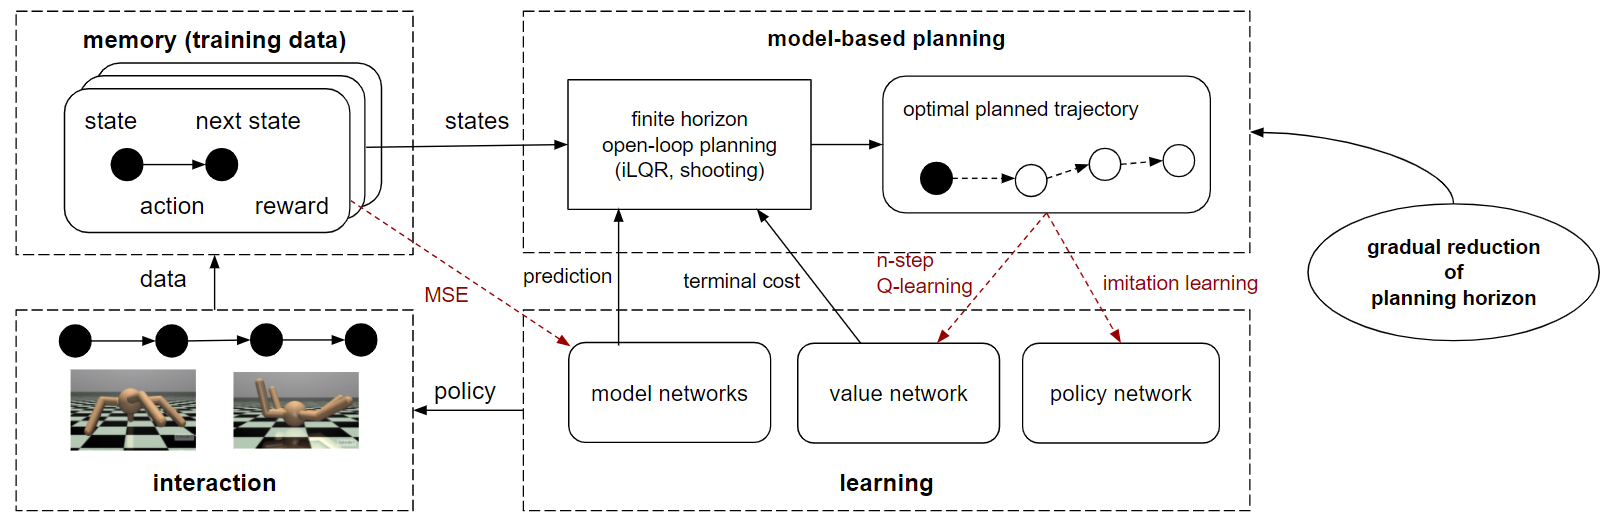 memory (training data)
state
next state
action
reward
states
model-based planning
finite horizon
open-loop planning
(iLQR, shooting)
optimal planned trajectory
gradual reduction
of
planning horizon
data
MSE
prediction
terminal cost
n-step
Q-learning
imitation learning
interaction
policy
model networks
value network
policy network
learning